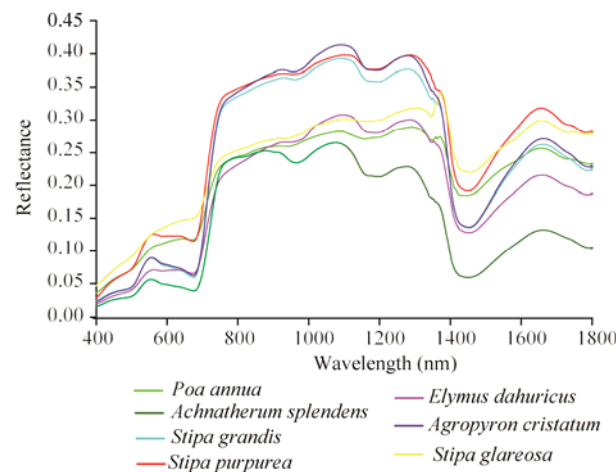 0.45
0.40
0.35
0.30
0.25
0.20
0.15
0.10
0.05
0.00
Reflectance
400 600 800 1000 1200 1400 1600 1800
Wavelength (nm)
Poa annua
Achnatherum splendens
Stipa grandis
Stipa purpurea
Elymus dahuricus
Agropyron cristatum
Stipa glareosa